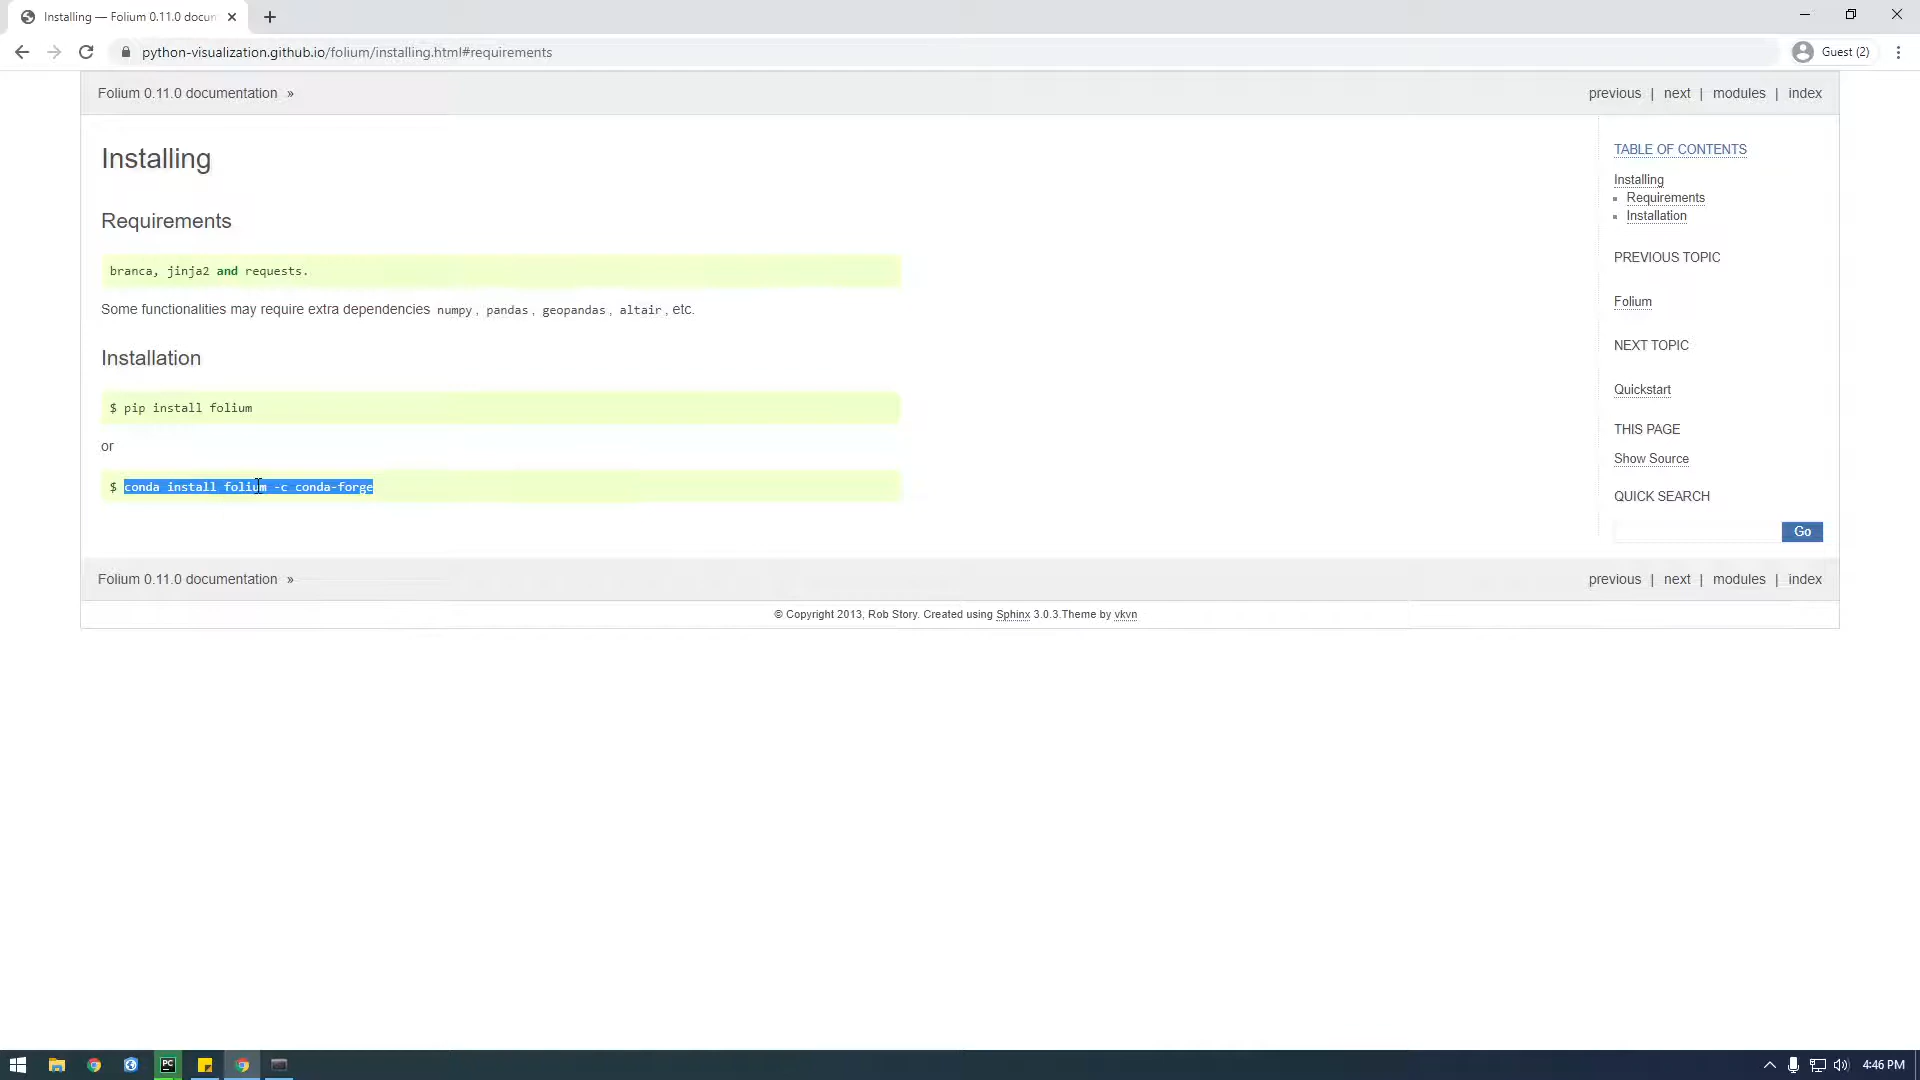 Installing — Folium 0.11.0 docun
python-visualization.github.io/folium/installing.html#requirements
Guest (2)
Folium 0.11.0 documentation »
previous | next | modules | index
Installing
Requirements
branca, jinja2 and requests.
Some functionalities may require extra dependencies numpy, pandas, geopandas, altair, etc.
Installation
$ pip install folium
or
$ conda install folium -c conda-forge
TABLE OF CONTENTS
Installing
Requirements
Installation
PREVIOUS TOPIC
Folium
NEXT TOPIC
Quickstart
THIS PAGE
Show Source
QUICK SEARCH
Go
Folium 0.11.0 documentation »
previous | next | modules | index
© Copyright 2013, Rob Story. Created using Sphinx 3.0.3.Theme by vkvn
PC
4:46 PM